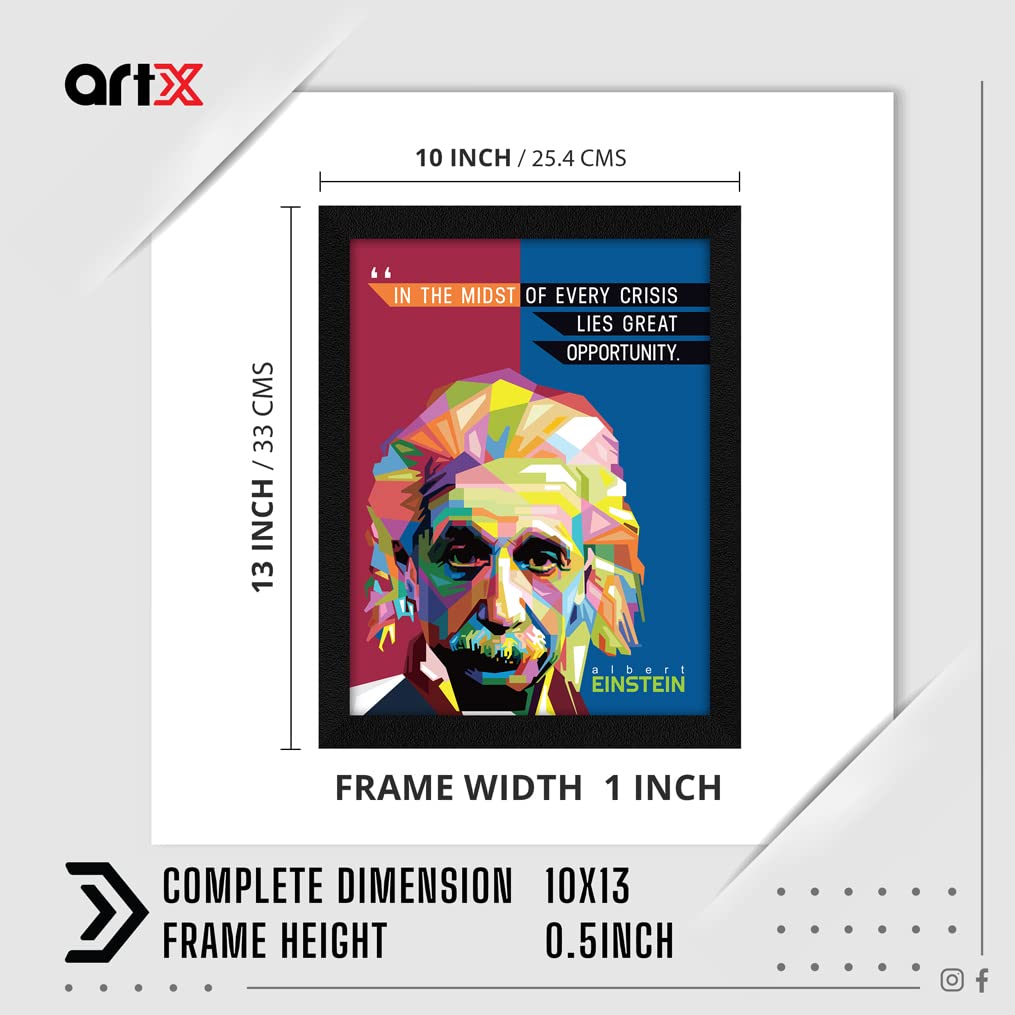 artX
10 INCH / 25.4 CMS
13 INCH / 33 CMS
“
IN THE MIDST OF EVERY CRISIS
LIES GREAT
OPPORTUNITY.
albert
EINSTEIN
FRAME WIDTH 1 INCH
COMPLETE DIMENSION 10X13
FRAME HEIGHT 0.5INCH